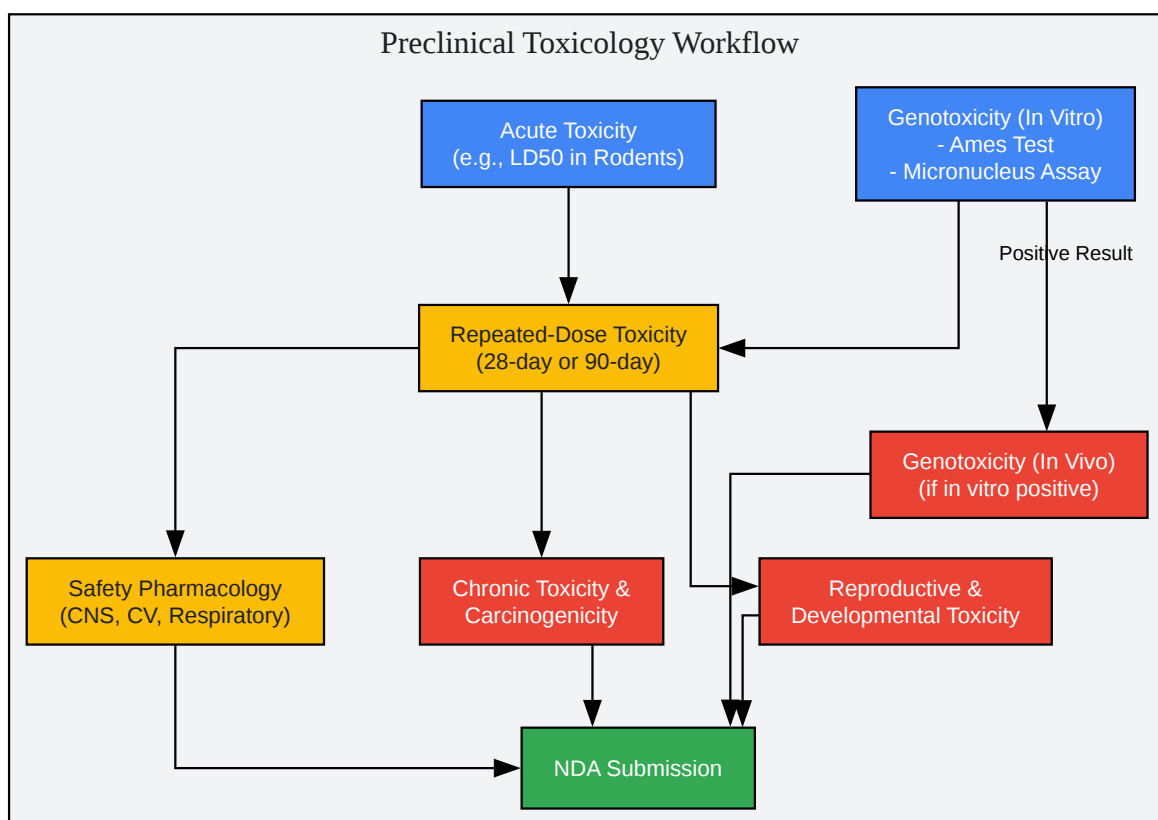 Preclinical Toxicology Workflow
Acute Toxicity
(e.g., LD50 in Rodents)
Genotoxicity (In Vitro)
- Ames Test
- Micronucleus Assay
Positive Result
Repeated-Dose Toxicity
(28-day or 90-day)
Genotoxicity (In Vivo)
(if in vitro positive)
Safety Pharmacology
(CNS, CV, Respiratory)
Chronic Toxicity &
Carcinogenicity
Reproductive &
Developmental Toxicity
NDA Submission